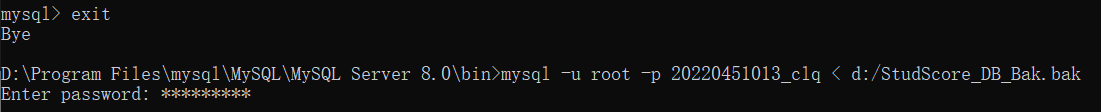 mysql> exit
Bye
D:\Program Files\mysql\MySQL\MySQL Server 8.0\bin>mysql -u root -p 20220451013_clq < d:/StudScore_DB_Bak.bak
Enter password: *********